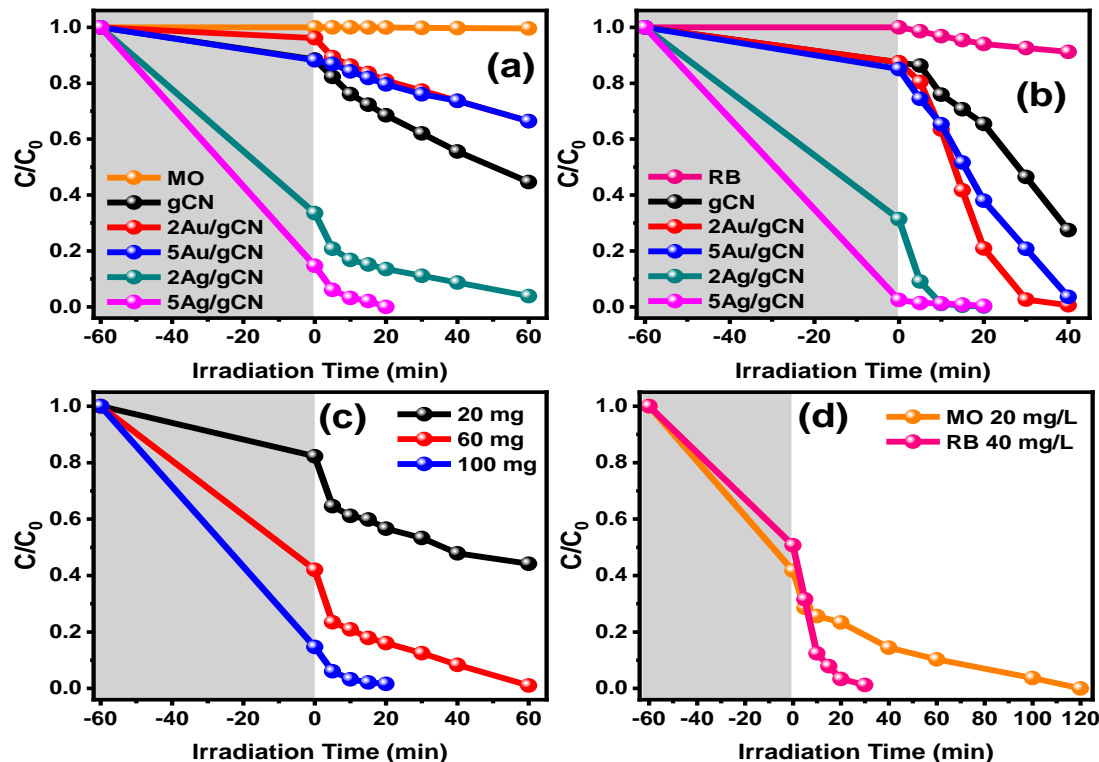 (a)
C/C0
1.0
0.8
0.6
0.4
0.2
0.0
MO
gCN
2Au/gCN
5Au/gCN
2Ag/gCN
5Ag/gCN
-60 -40 -20 0 20 40 60
Irradiation Time (min)
(b)
C/C0
1.0
0.8
0.6
0.4
0.2
0.0
RB
gCN
2Au/gCN
5Au/gCN
2Ag/gCN
5Ag/gCN
-60 -40 -20 0 20 40
Irradiation Time (min)
(c)
C/C0
1.0
0.8
0.6
0.4
0.2
0.0
20 mg
60 mg
100 mg
-60 -40 -20 0 20 40 60
Irradiation Time (min)
(d)
C/C0
1.0
0.8
0.6
0.4
0.2
0.0
MO 20 mg/L
RB 40 mg/L
-60 -40 -20 0 20 40 60 80 100 120
Irradiation Time (min)